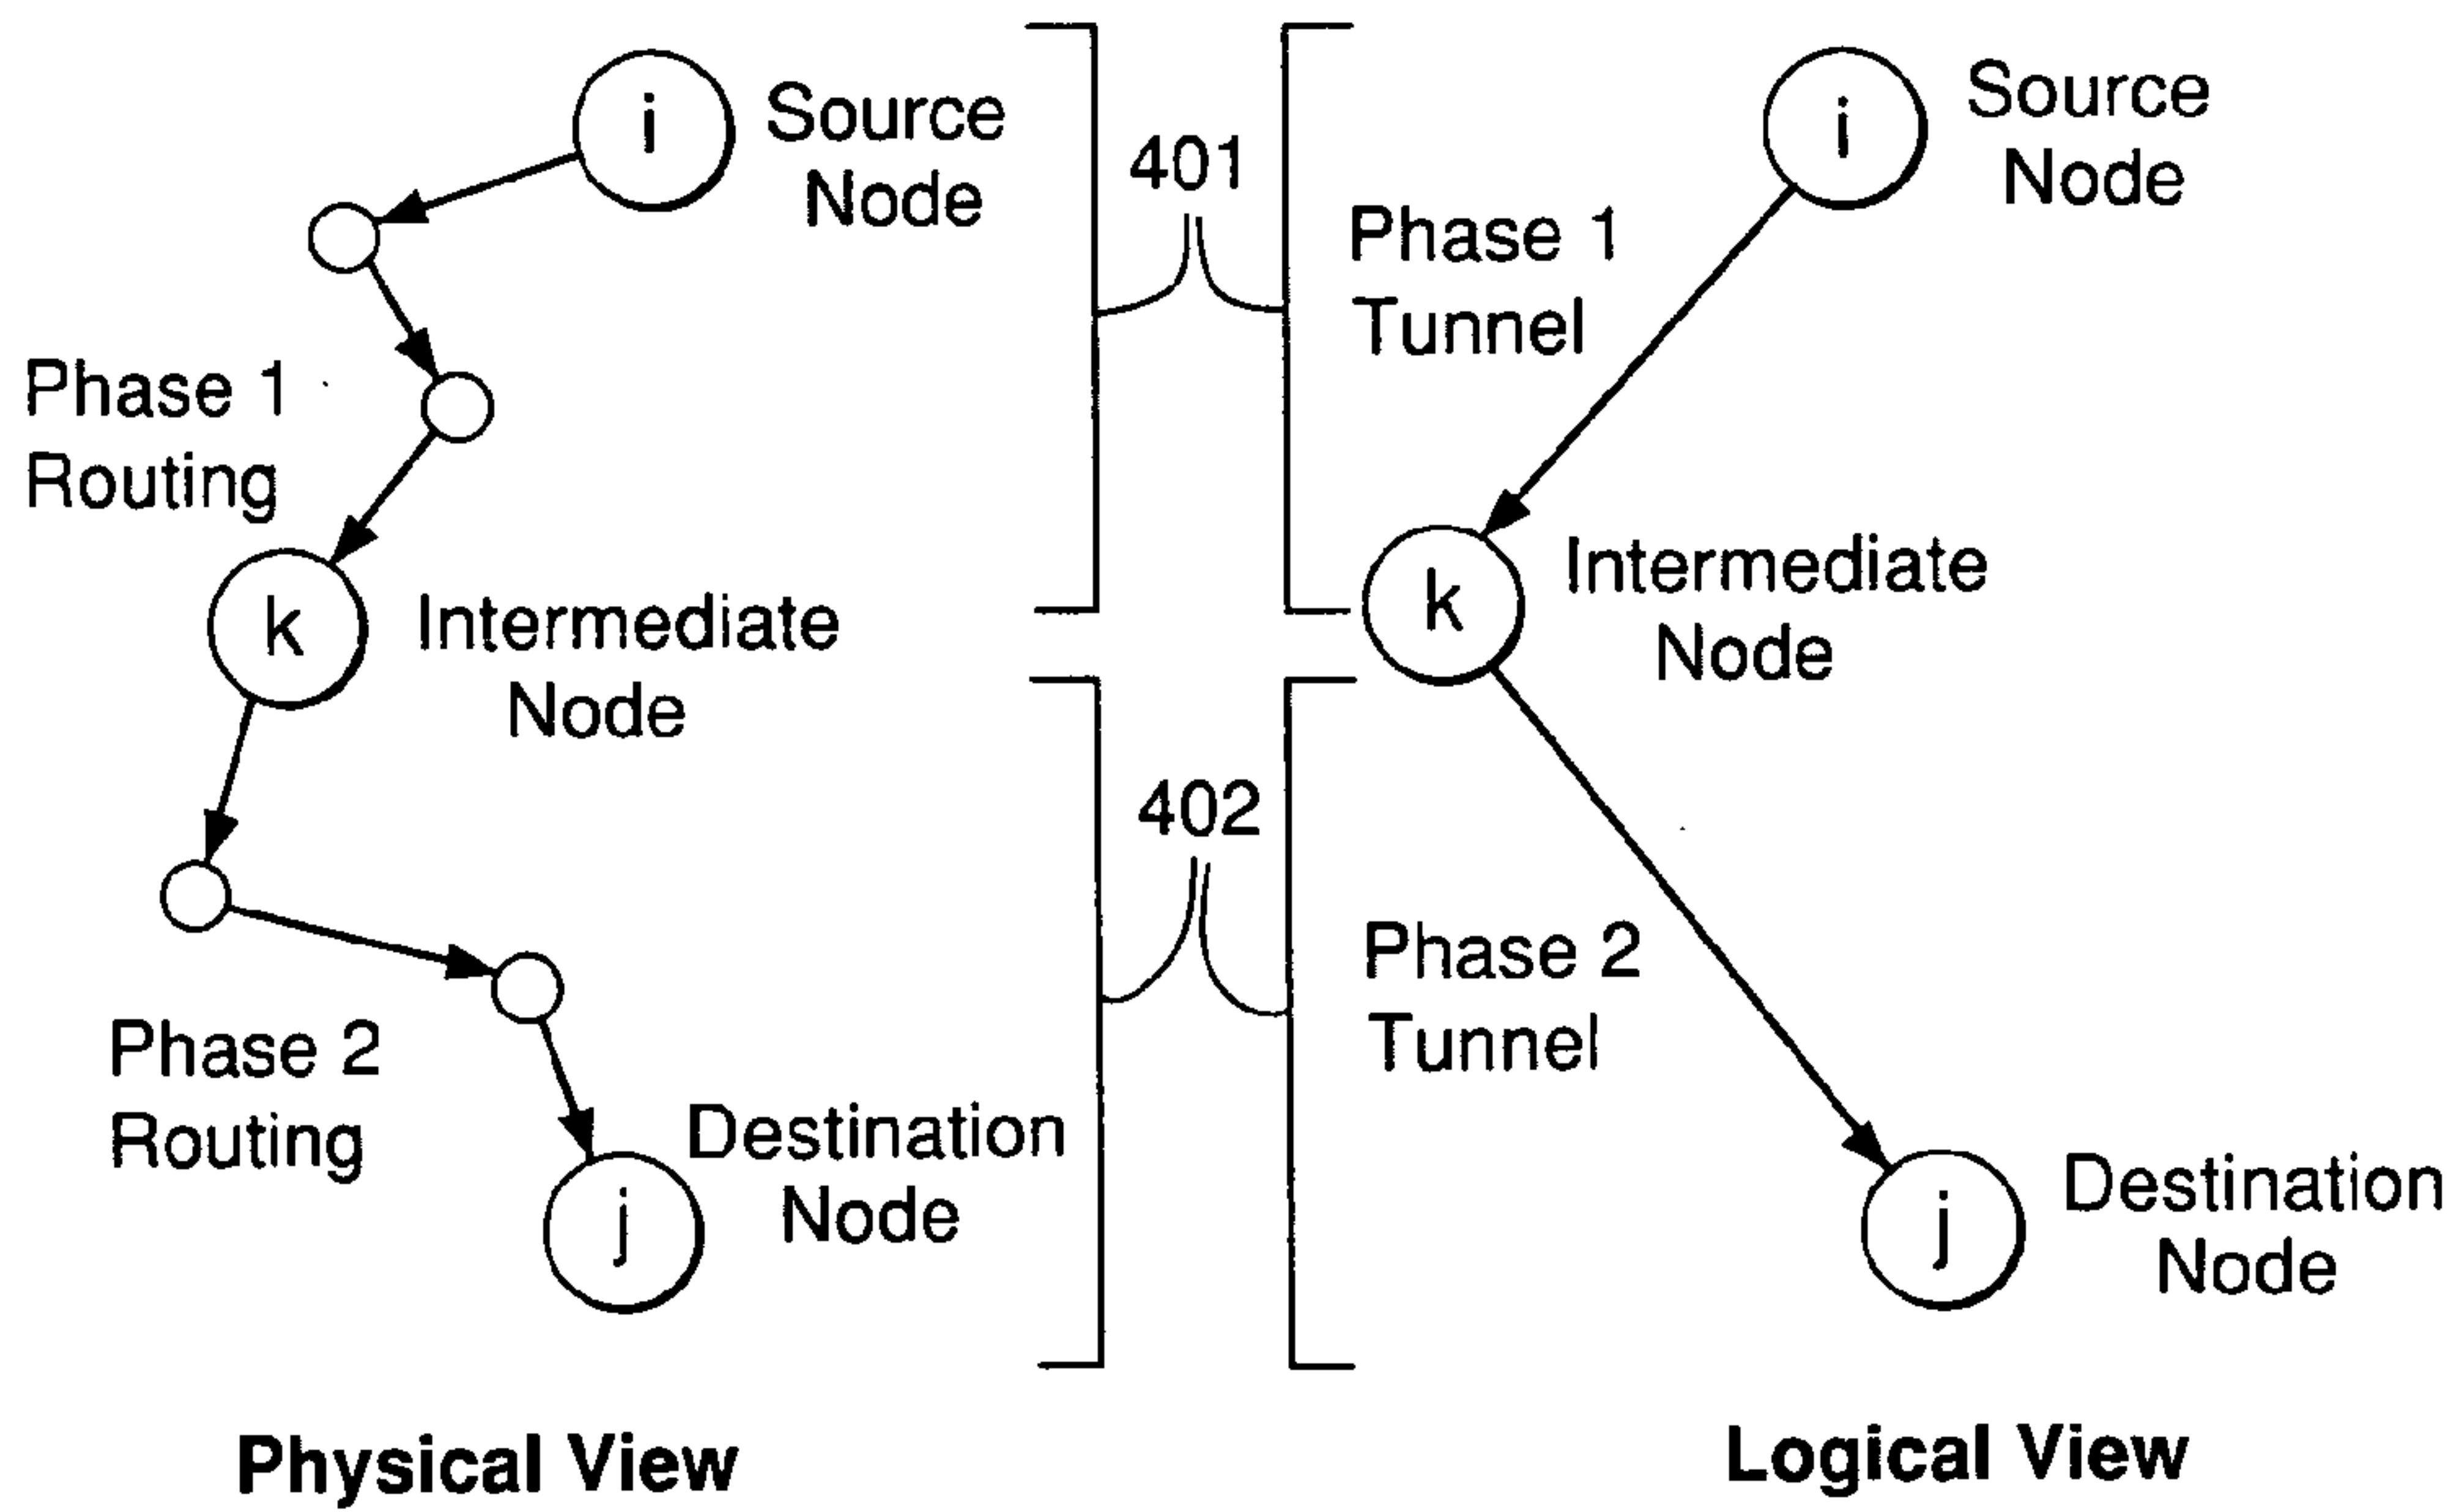 i
Source
Node
Phase 1
Routing
k
Intermediate
Node
Phase 2
Routing
Destination
Node
j
Physical View
401
402
i
Source
Node
Phase 1
Tunnel
k
Intermediate
Node
Phase 2
Tunnel
j
Destination
Node
Logical View